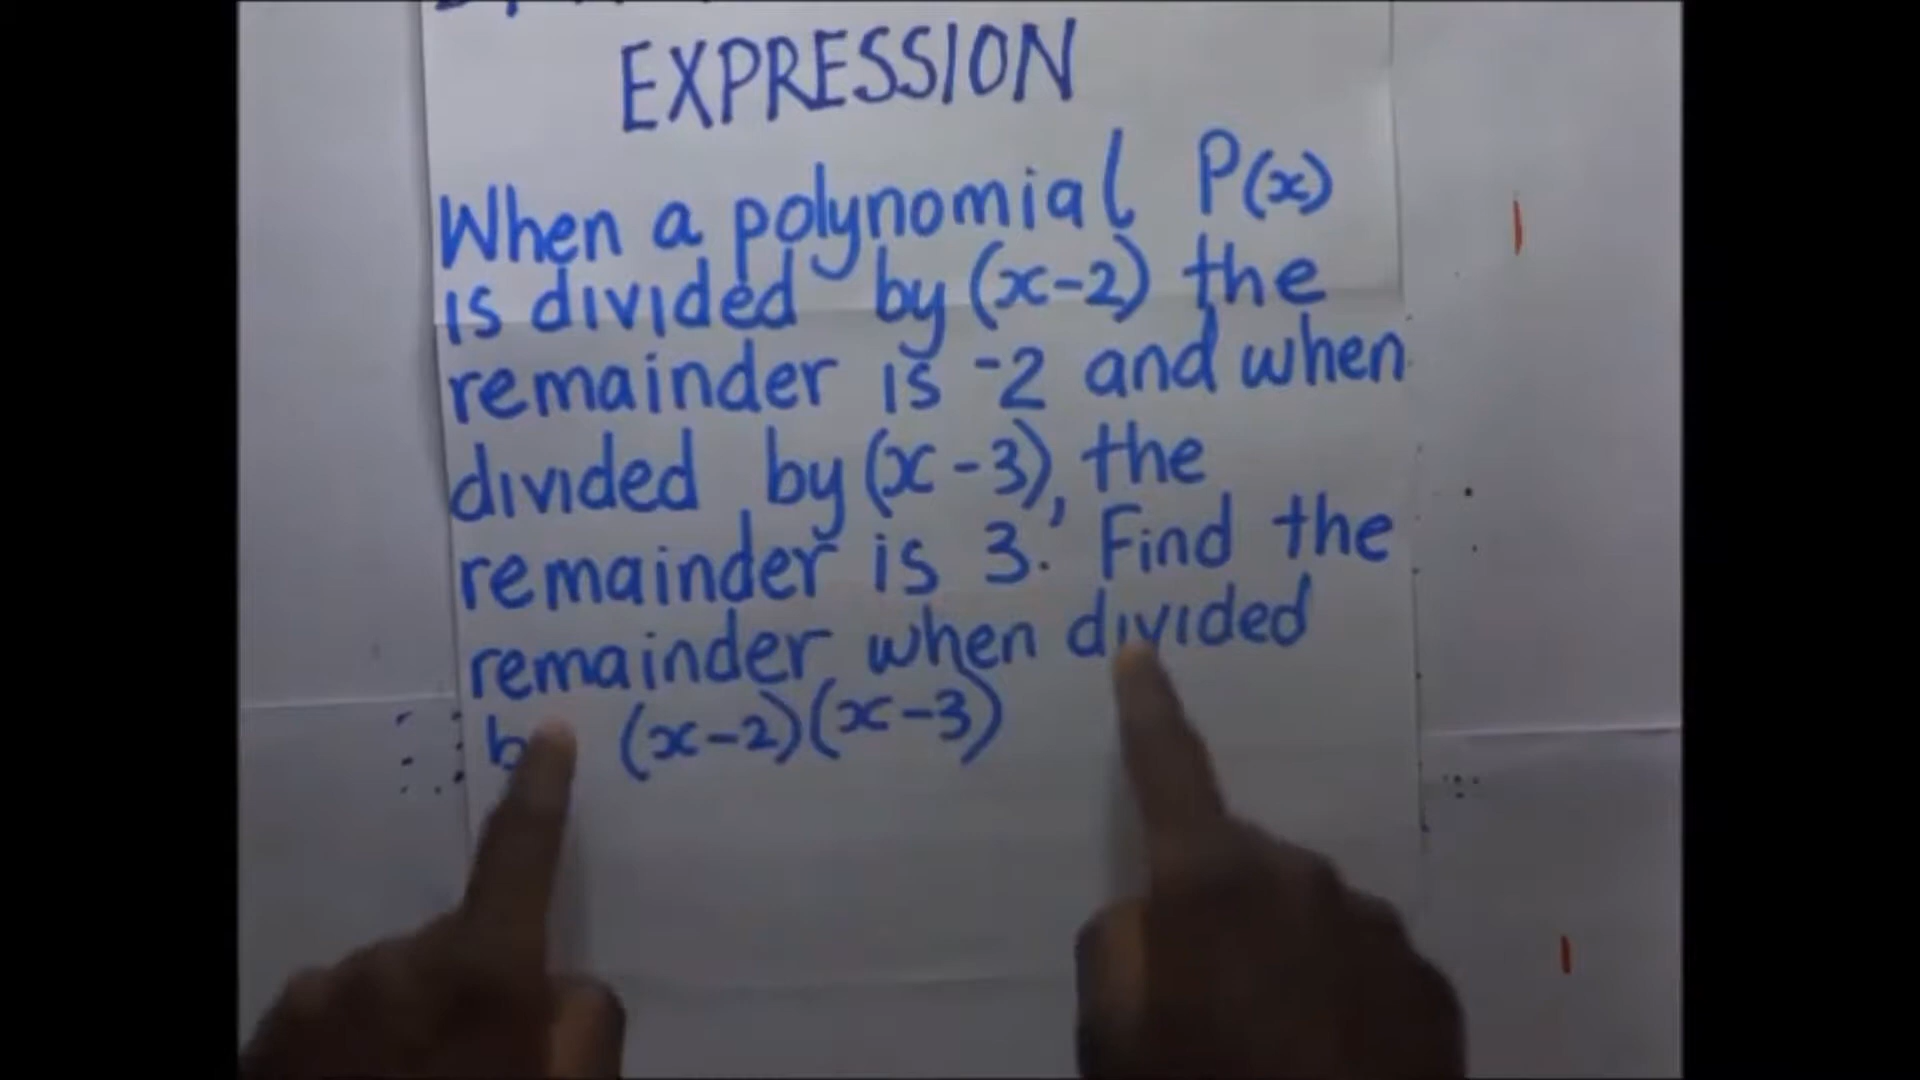 EXPRESSION
When a polynomial P(x)
is divided by (x-2) the
remainder is -2 and when
divided by (x-3), the
remainder is 3. Find the
remainder when divided
(x-2)(x-3)